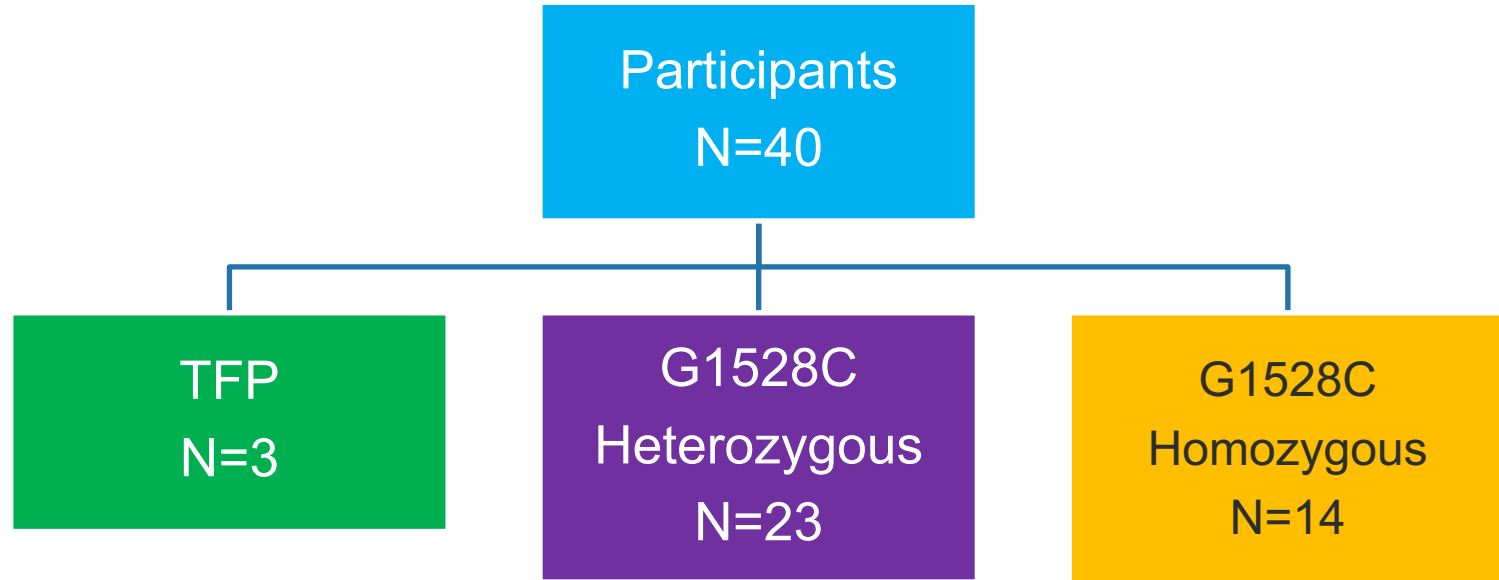 Participants
N=40
TFP
N=3
G1528C
Heterozygous
N=23
G1528C
Homozygous
N=14